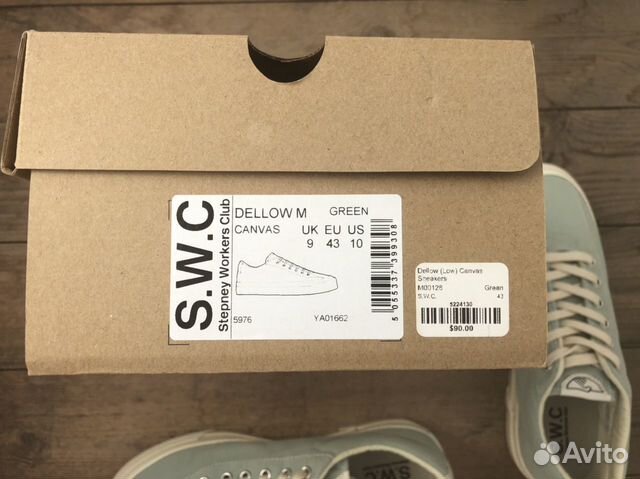 S.W.C
Stepney Workers Club
DELLOW M GREEN
CANVAS UK EU US
9 43 10
5976 YA01662
5 055337 399308
Dellow (Low) Canvas
Sneakers
M00126 Green
S.W.C. 43
5224130
$90.00
S.W.C
S.W.C
Avito